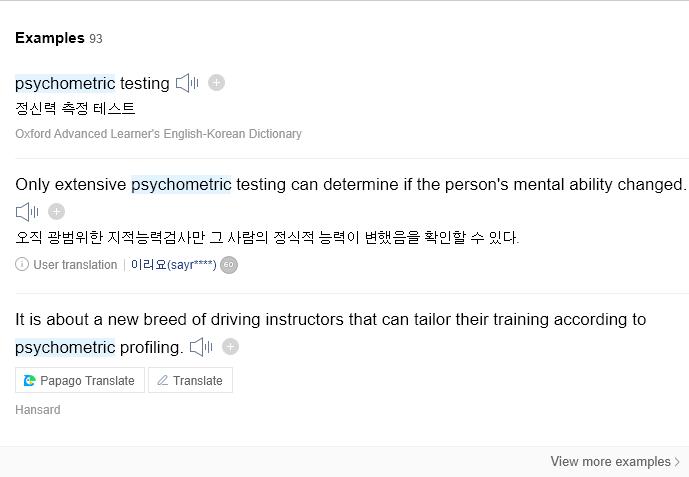 Examples 93
psychometric testing
정신력 측정 테스트
Oxford Advanced Learner's English-Korean Dictionary
Only extensive psychometric testing can determine if the person's mental ability changed.
오직 광범위한 지적능력검사만 그 사람의 정식적 능력이 변했음을 확인할 수 있다.
User translation 이리요(sayr****) 60
It is about a new breed of driving instructors that can tailor their training according to
psychometric profiling.
Papago Translate Translate
Hansard
View more examples